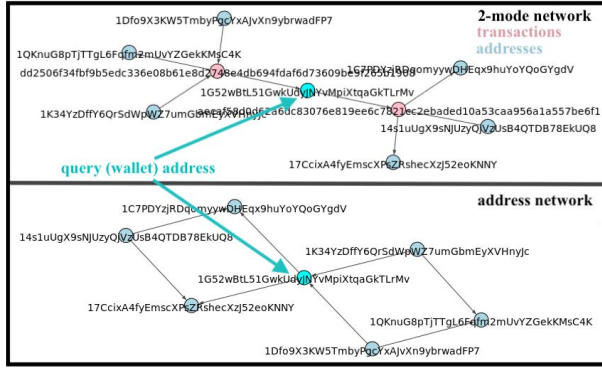 1Dfo9X3KW5TmbyPgcYxAJvXn9ybrwadFP7
2-mode network
transactions
addresses
1QKnuG8pTjTTgL6Fqfm2mUvYZGekKMsC4K
1C7PDYzjRDqomyywDHEqx9huYoYQoGYgdV
1G52wBtL51GwkUdyjNYvMpiXtqaGkTLrMv
1K34YzDffY6QrSdWpWZ7umGbmEyXVHnyJc
14s1uUgX9sNJUzyQjVzUsB4QTDB78EkUQ8
17CcixA4fyEmscXPsZRshecXzJ52eoKNNY
query (wallet) address
address network
1C7PDYzjRDqomyywDHEqx9huYoYQoGYgdV
14s1uUgX9sNJUzyQjVzUsB4QTDB78EkUQ8
1K34YzDffY6QrSdWpWZ7umGbmEyXVHnyJc
1G52wBtL51GwkUdyjNYvMpiXtqaGkTLrMv
17CcixA4fyEmscXPsZRshecXzJ52eoKNNY
1QKnuG8pTjTTgL6Fqfm2mUvYZGekKMsC4K
1Dfo9X3KW5TmbyPgcYxAJvXn9ybrwadFP7